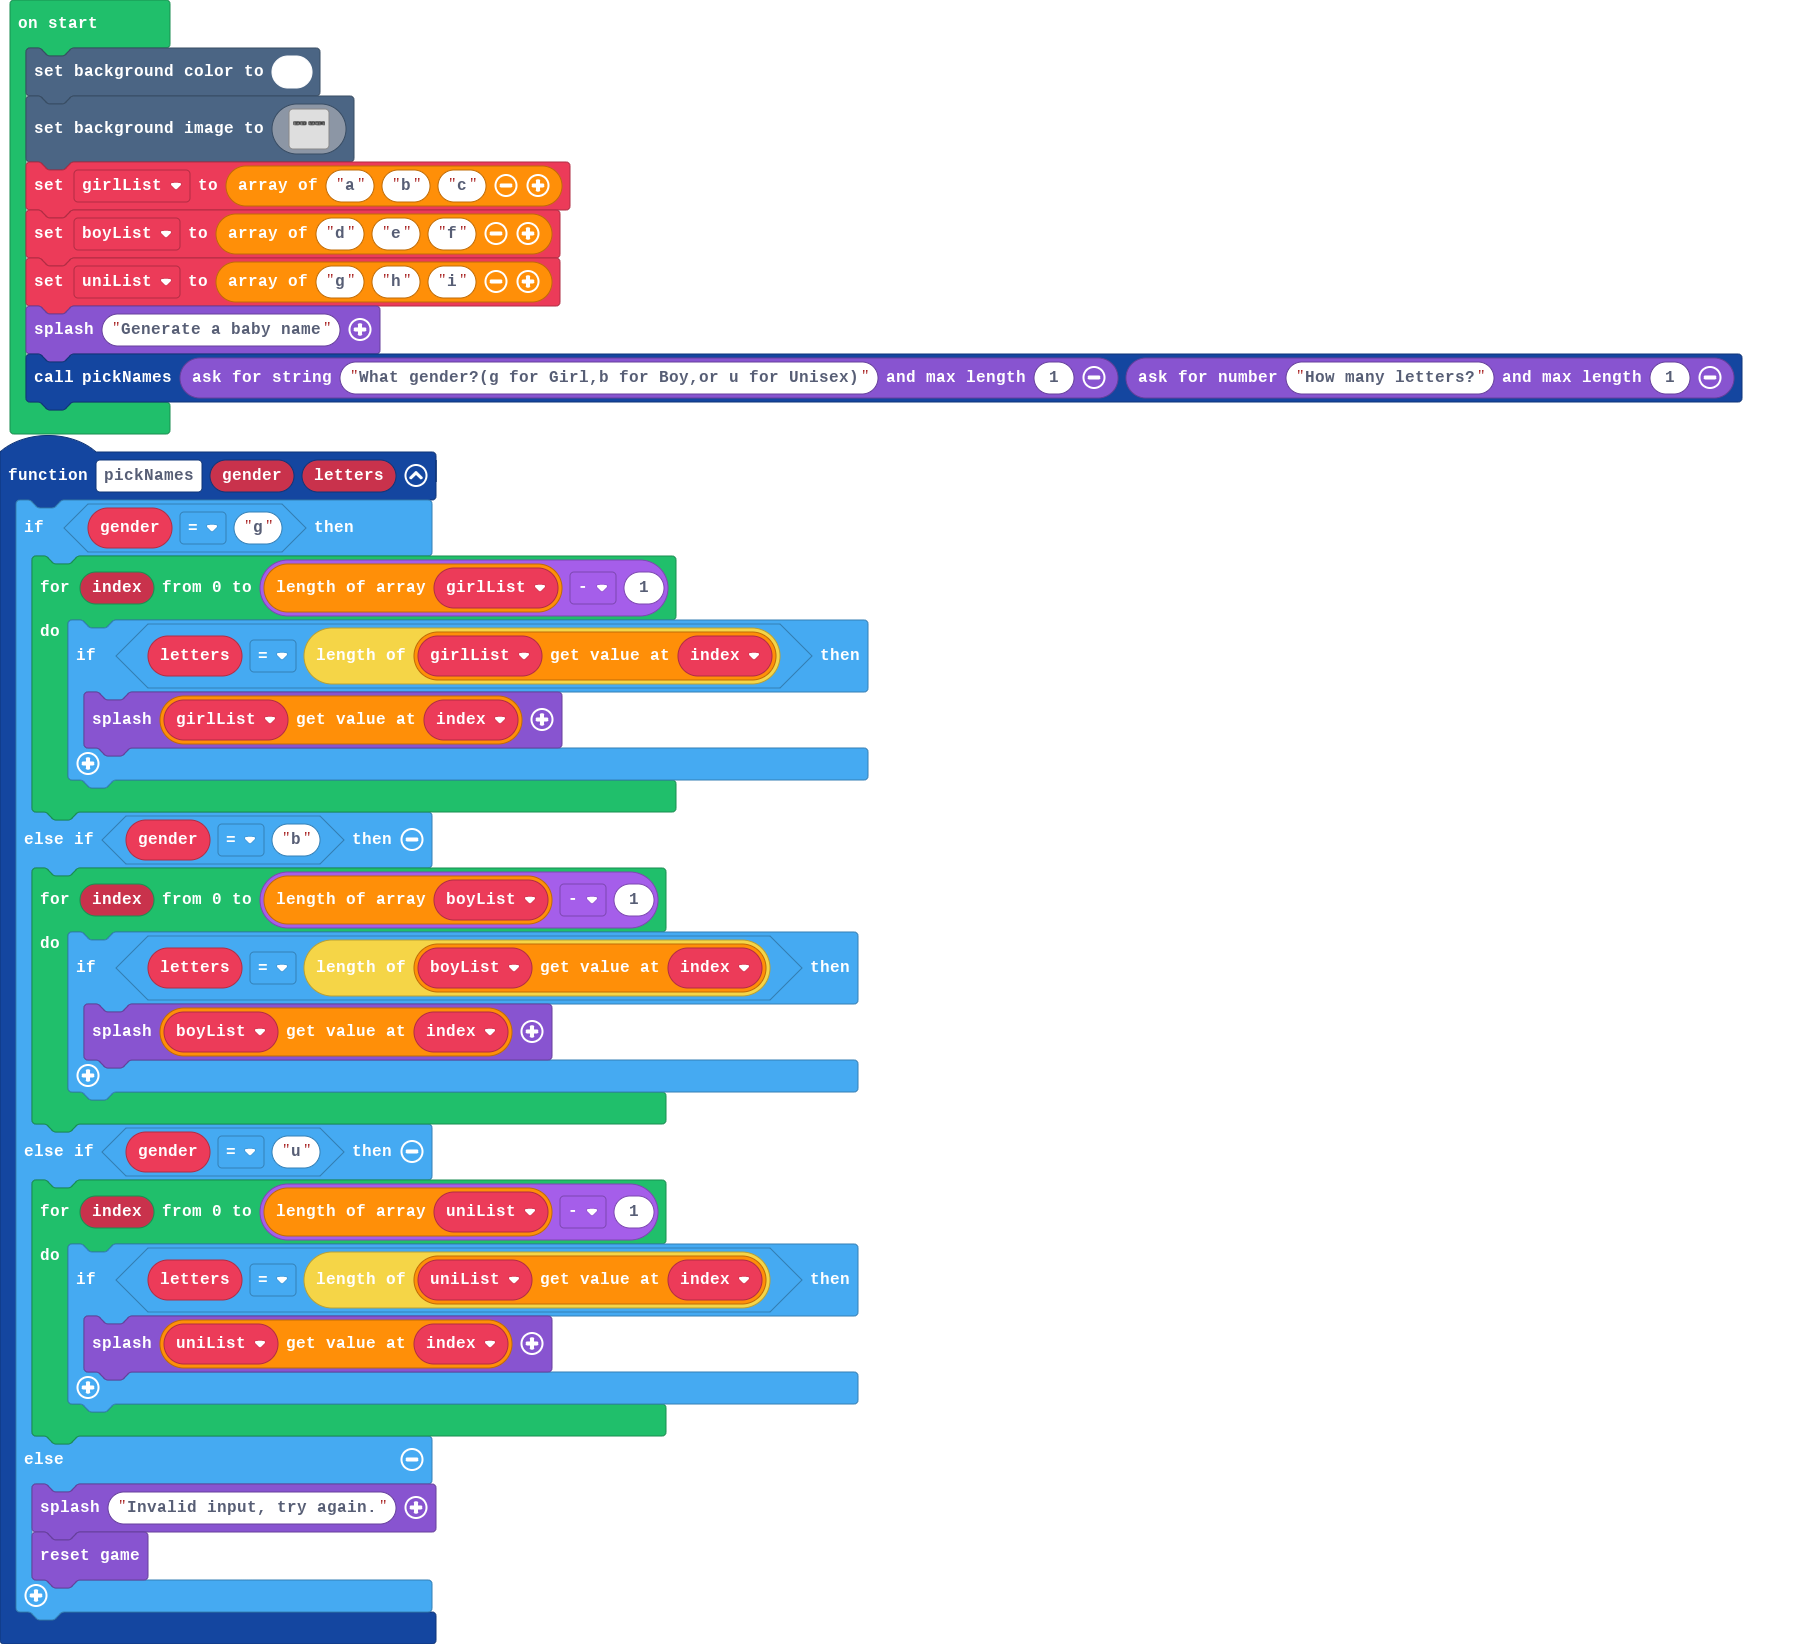 on start
set background color to
set background image to
set girlList to array of "a" "b" "c"
set boyList to array of "d" "e" "f"
set uniList to array of "g" "h" "i"
splash "Generate a baby name"
call pickNames ask for string "What gender?(g for Girl,b for Boy,or u for Unisex)" and max length 1 ask for number "How many letters?" and max length 1
function pickNames gender letters
if gender = "g" then
for index from 0 to length of array girlList - 1
do
if letters = length of girlList get value at index then
splash girlList get value at index
else if gender = "b" then
for index from 0 to length of array boyList - 1
do
if letters = length of boyList get value at index then
splash boyList get value at index
else if gender = "u" then
for index from 0 to length of array uniList - 1
do
if letters = length of uniList get value at index then
splash uniList get value at index
else
splash "Invalid input, try again."
reset game